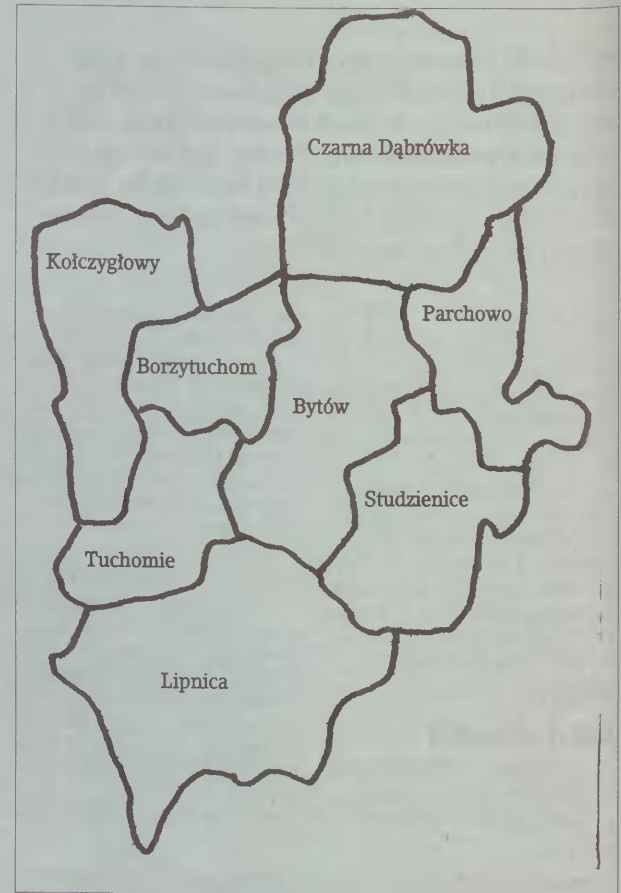 Czarna Dąbrówka
Kołczygłowy
Parchowo
Borzytuchom
Bytów
Studzienice
Tuchomie
Lipnica